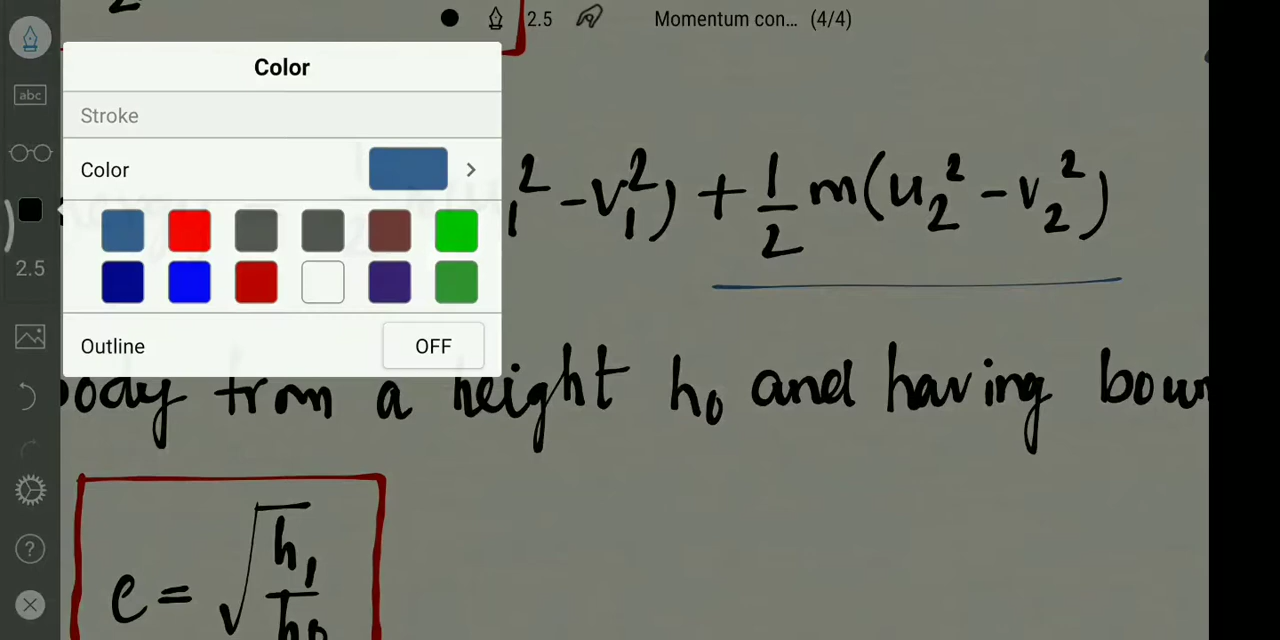 2.5 Momentum con... (4/4)
Color
abc
Stroke
Color
₁² - v₁²) + 1/2 m(u₂² - v₂²)
2.5
Outline OFF
body from a height h₀ and having boun
e = √(h₁/h₀)